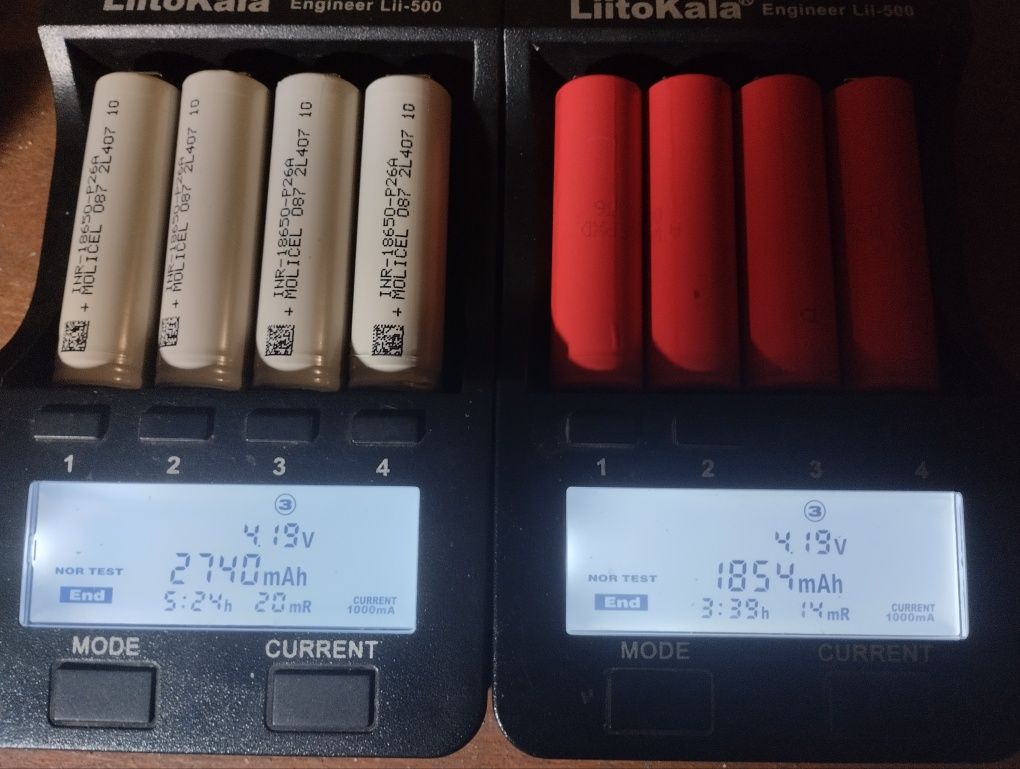 LiitoKala Engineer Lii-500
INR-18650-P26A
+ MOLICEL 087 2L407 10
INR-18650-P26A
+ MOLICEL 087 2L407 10
INR-18650-P26A
+ MOLICEL 087 2L407 10
INR-18650-P26A
+ MOLICEL 087 2L407 10
1 2 3 4
3
4.19V
NOR TEST 2740mAh
End 5:24h 20mR CURRENT 1000mA
MODE CURRENT
LiitoKala® Engineer Lii-500
1 2 3 4
3
4.19V
NOR TEST 1854mAh
End 3:39h 14mR CURRENT 1000mA
MODE CURRENT